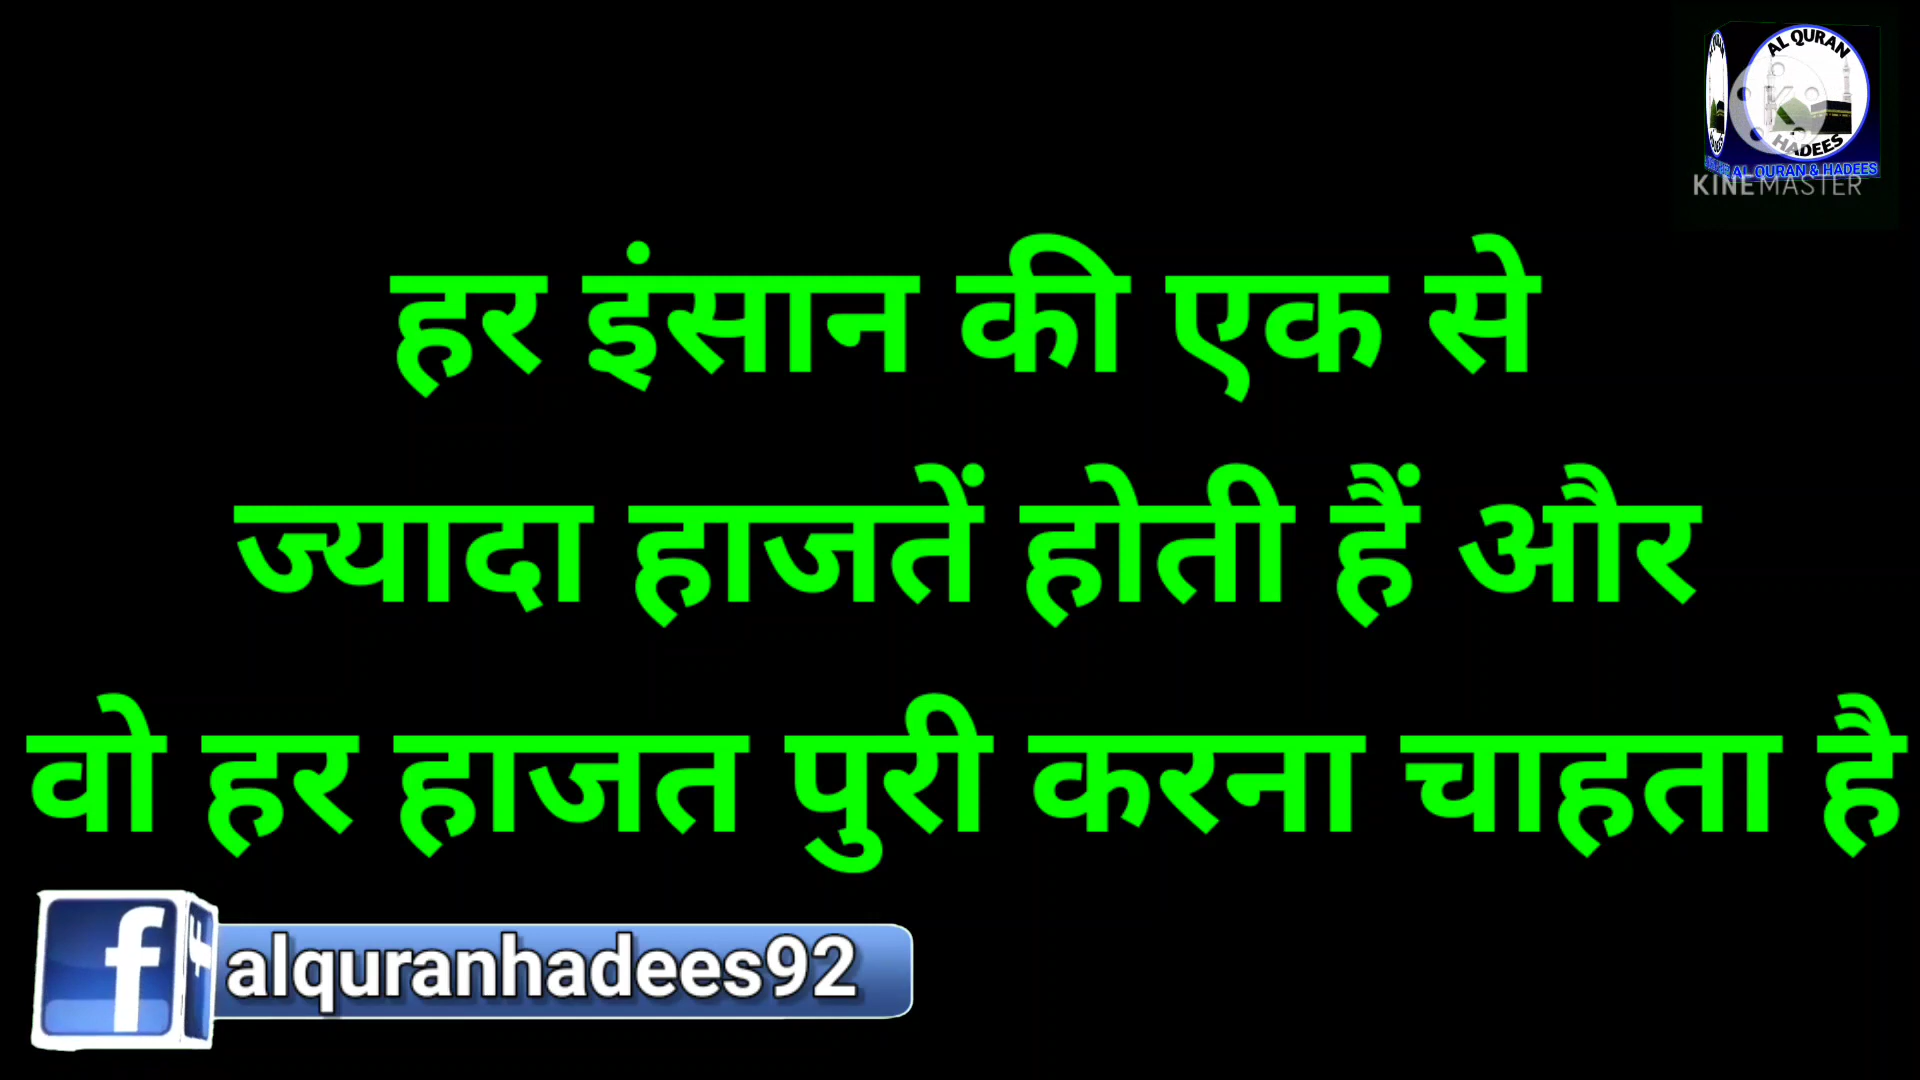 AL QURAN
HADEES
AL QURAN & HADEES
KINEMASTER
हर इंसान की एक से
ज्यादा हाजतें होती हैं और
वो हर हाजत पुरी करना चाहता है
alquranhadees92